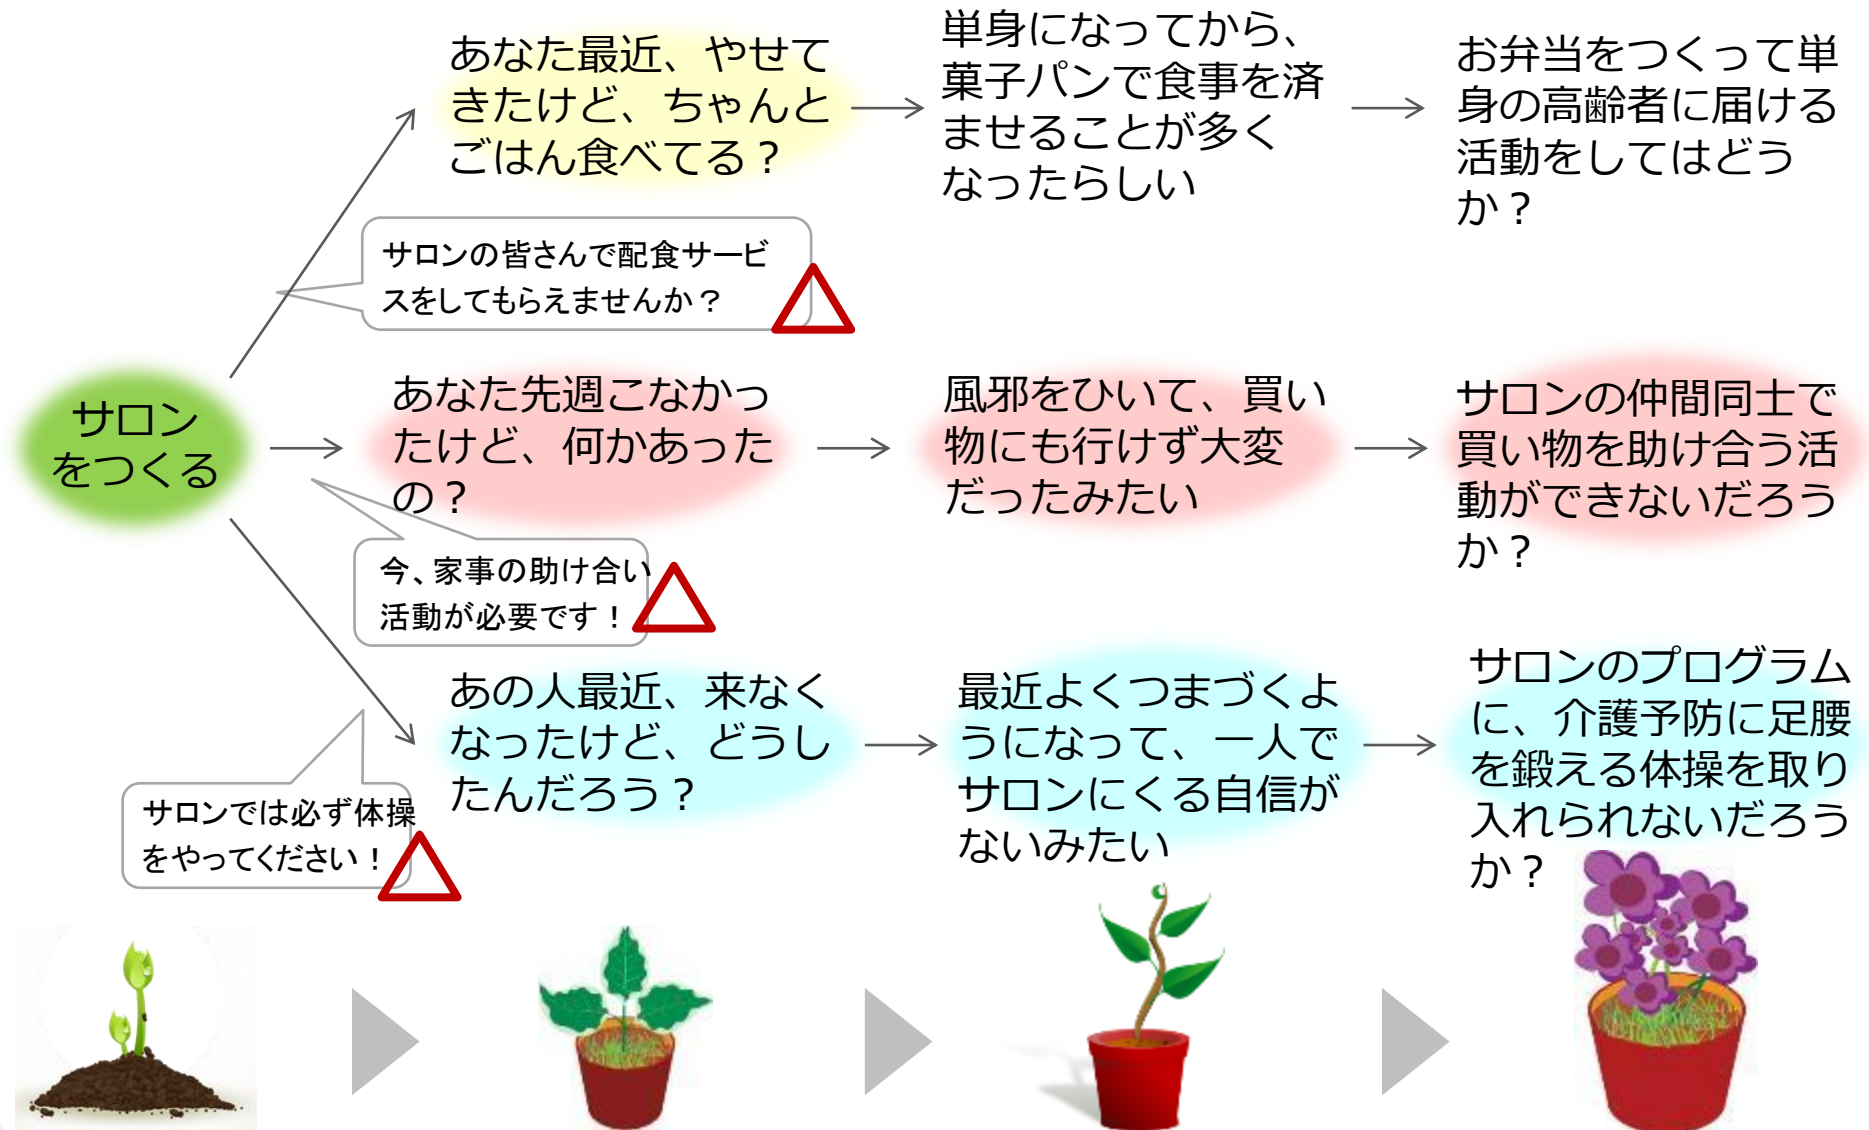 あなた最近、やせて
きたけど、ちゃんと
ごはん食べてる？
単身になってから、
菓子パンで食事を済
ませることが多く
なったらしい
お弁当をつくって単
身の高齢者に届ける
活動をしてはどう
か？
サロンの皆さんで配食サービ
スをしてもらえませんか？
サロン
をつくる
あなた先週こなかっ
たけど、何かあった
の？
風邪をひいて、買い
物にも行けず大変
だったみたい
サロンの仲間同士で
買い物を助け合う活
動ができないだろう
か？
今、家事の助け合い
活動が必要です！
あの人最近、来なく
なったけど、どうし
たんだろう？
最近よくつまづくよ
うになって、一人で
サロンにくる自信が
ないみたい
サロンのプログラム
に、介護予防に足腰
を鍛える体操を取り
入れられないだろう
か？
サロンでは必ず体操
をやってください！